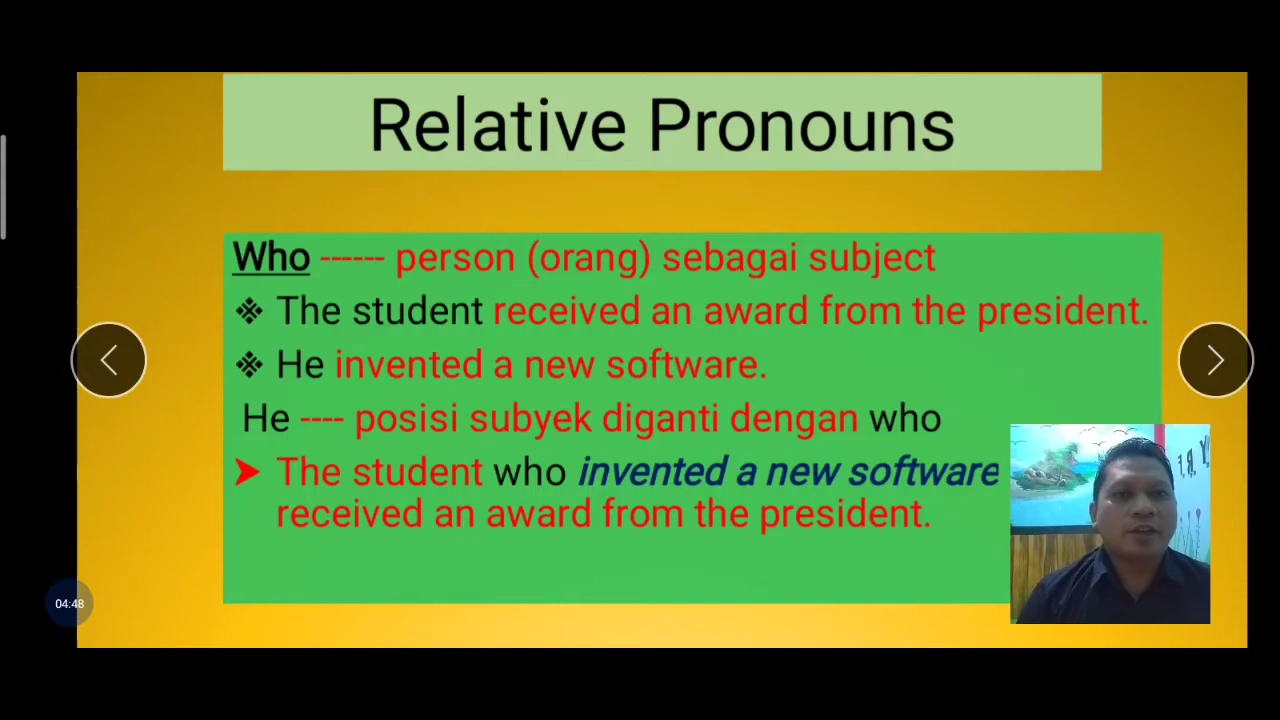 Relative Pronouns
Who ------ person (orang) sebagai subject
❖ The student received an award from the president.
❖ He invented a new software.
He ---- posisi subyek diganti dengan who
➤ The student who invented a new software
received an award from the president.
04:48